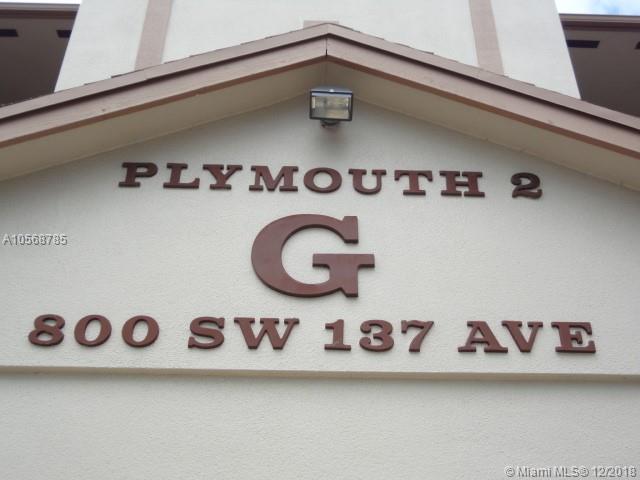 PLYMOUTH 2
A10568785
G
800 SW 137 AVE
© Miami MLS® 12/2018